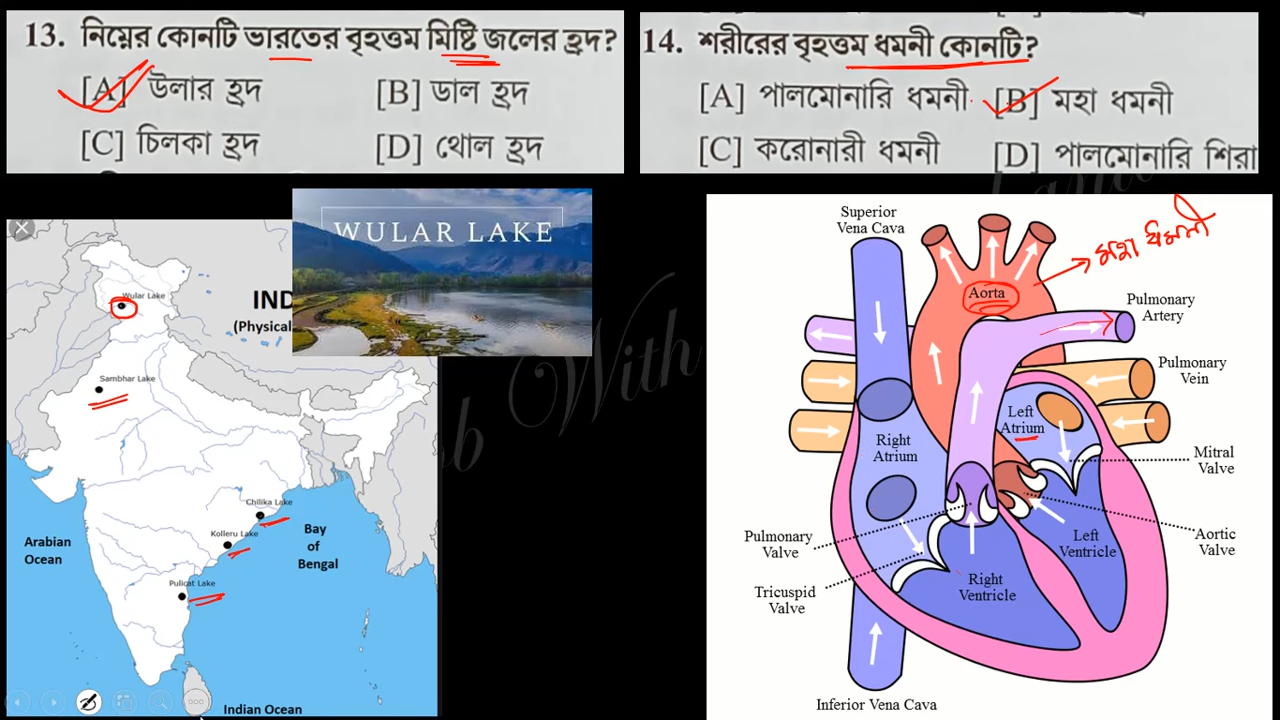 13. নিম্নের কোনটি ভারতের বৃহত্তম মিষ্টি জলের হ্রদ?
[A] উলার হ্রদ [B] ডাল হ্রদ
[C] চিলকা হ্রদ [D] থোল হ্রদ
14. শরীরের বৃহত্তম ধমনী কোনটি?
[A] পালমোনারি ধমনী [B] মহা ধমনী
[C] করোনারী ধমনী [D] পালমোনারি শিরা
WULAR LAKE
Wular Lake
IND
(Physical
Sambhar Lake
Chilika Lake
Kolleru Lake
Pulicat Lake
Arabian
Ocean
Bay
of
Bengal
Indian Ocean
With
Superior
Vena Cava
Aorta
মহা ধমনী
Pulmonary
Artery
Pulmonary
Vein
Left
Atrium
Right
Atrium
Mitral
Valve
Pulmonary
Valve
Aortic
Valve
Left
Ventricle
Right
Ventricle
Tricuspid
Valve
Inferior Vena Cava